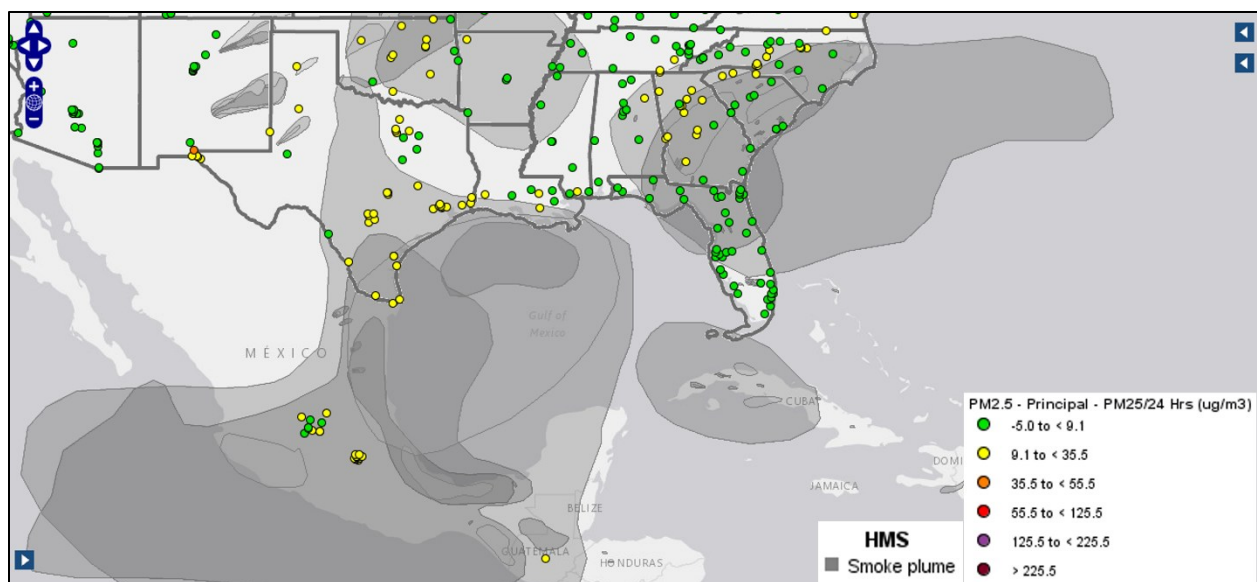 Gulf of
Mexico
MÉXICO
CUBA
JAMAICA
DOMI
BELIZE
GUATEMALA
HONDURAS
HMS
Smoke plume
PM2.5 - Principal - PM25/24 Hrs (ug/m3)
-5.0 to < 9.1
9.1 to < 35.5
35.5 to < 55.5
55.5 to < 125.5
125.5 to < 225.5
> 225.5